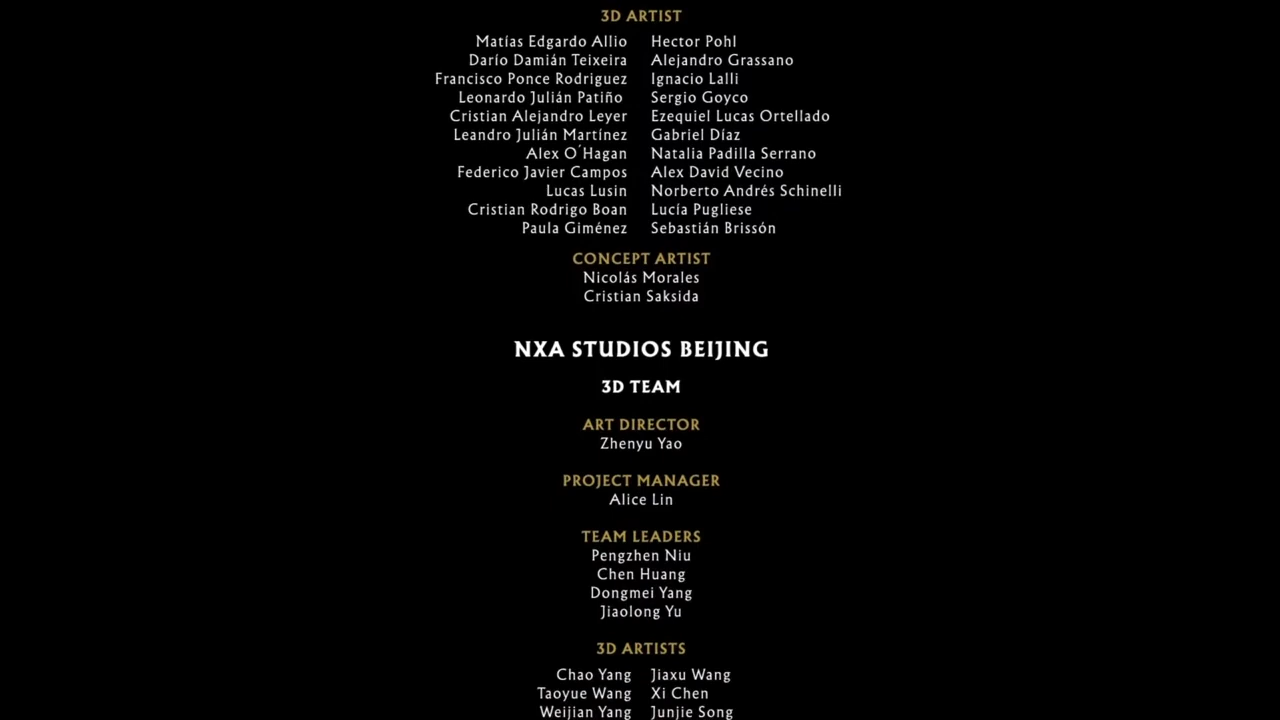 3D ARTIST
Matías Edgardo Allio Hector Pohl
Darío Damián Teixeira Alejandro Grassano
Francisco Ponce Rodriguez Ignacio Lalli
Leonardo Julián Patiño Sergio Goyco
Cristian Alejandro Leyer Ezequiel Lucas Ortellado
Leandro Julián Martínez Gabriel Díaz
Alex O´Hagan Natalia Padilla Serrano
Federico Javier Campos Alex David Vecino
Lucas Lusin Norberto Andrés Schinelli
Cristian Rodrigo Boan Lucía Pugliese
Paula Giménez Sebastián Brissón
CONCEPT ARTIST
Nicolás Morales
Cristian Saksida
NXA STUDIOS BEIJING
3D TEAM
ART DIRECTOR
Zhenyu Yao
PROJECT MANAGER
Alice Lin
TEAM LEADERS
Pengzhen Niu
Chen Huang
Dongmei Yang
Jiaolong Yu
3D ARTISTS
Chao Yang Jiaxu Wang
Taoyue Wang Xi Chen
Weijian Yang Junjie Song